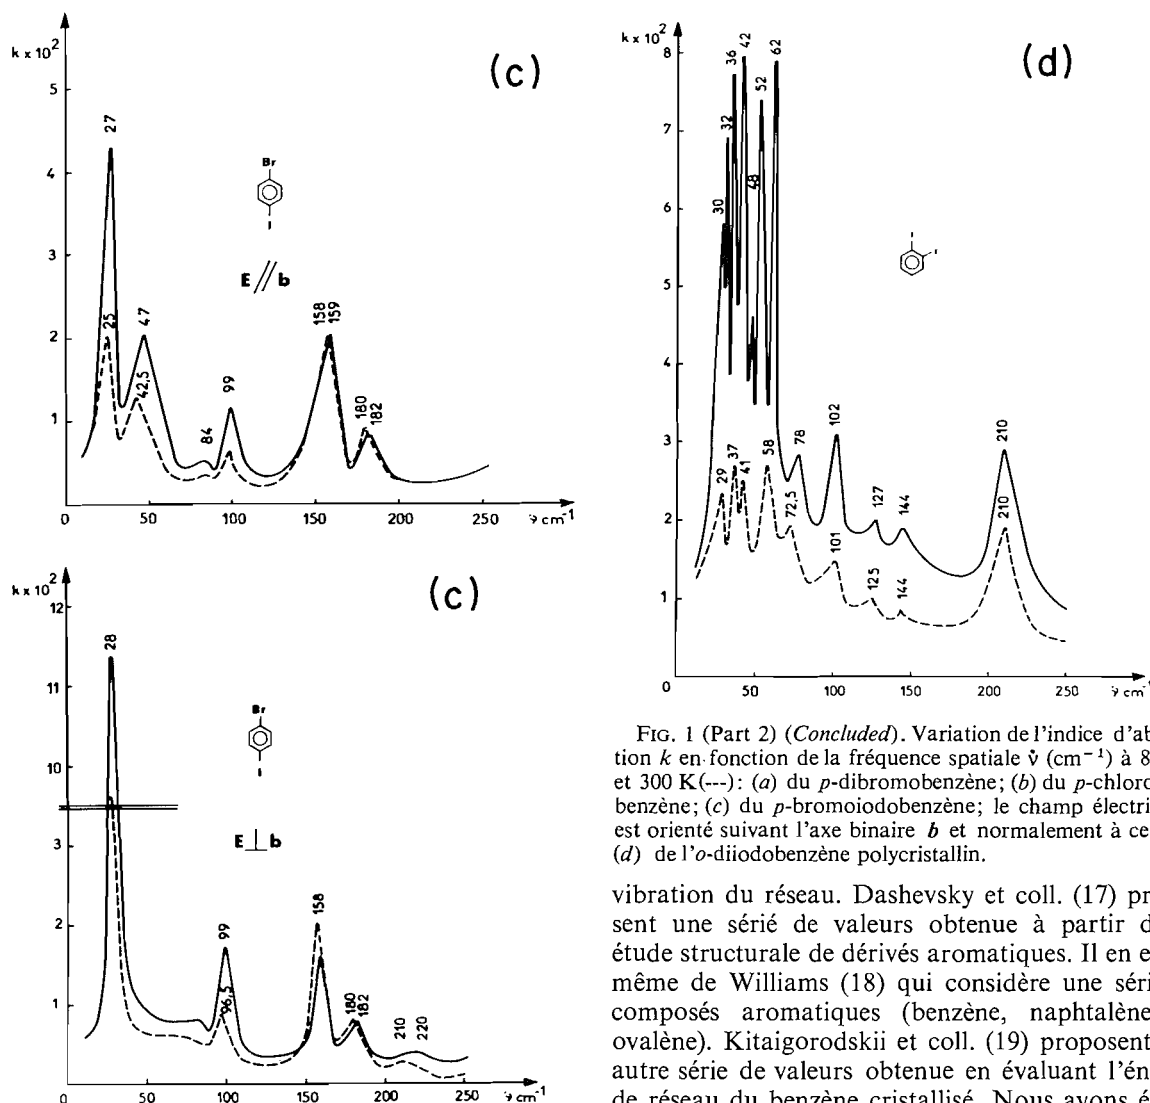 k x 10²
(c)
5
4
3
2
1
27
25
47
42,5
84
99
158
159
180
182
Br
I
E // b
0 50 100 150 200 250 ν̇ cm⁻¹
k x 10²
(c)
12
11
10
3
2
1
28
99
96,5
158
180
182
210
220
Br
I
E ⊥ b
0 50 100 150 200 250 ν̇ cm⁻¹
k x 10²
(d)
8
7
6
5
4
3
2
1
30
32
36
42
48
52
62
78
102
127
144
210
29
37
41
58
72,5
101
125
144
210
I
I
0 50 100 150 200 250 ν̇ cm⁻¹
FIG. 1 (Part 2) (Concluded). Variation de l'indice d'ab
tion k en fonction de la fréquence spatiale ν̇ (cm⁻¹) à 8
et 300 K(---): (a) du p-dibromobenzène; (b) du p-chloro
benzène; (c) du p-bromoiodobenzène; le champ électri
est orienté suivant l'axe binaire b et normalement à ce
(d) de l'o-diiodobenzène polycristallin.
vibration du réseau. Dashevsky et coll. (17) pr
sent une sérié de valeurs obtenue à partir d
étude structurale de dérivés aromatiques. Il en e
même de Williams (18) qui considère une séri
composés aromatiques (benzène, naphtalène
ovalène). Kitaigorodskii et coll. (19) proposent
autre série de valeurs obtenue en évaluant l'én
de réseau du benzène cristallisé. Nous avons é